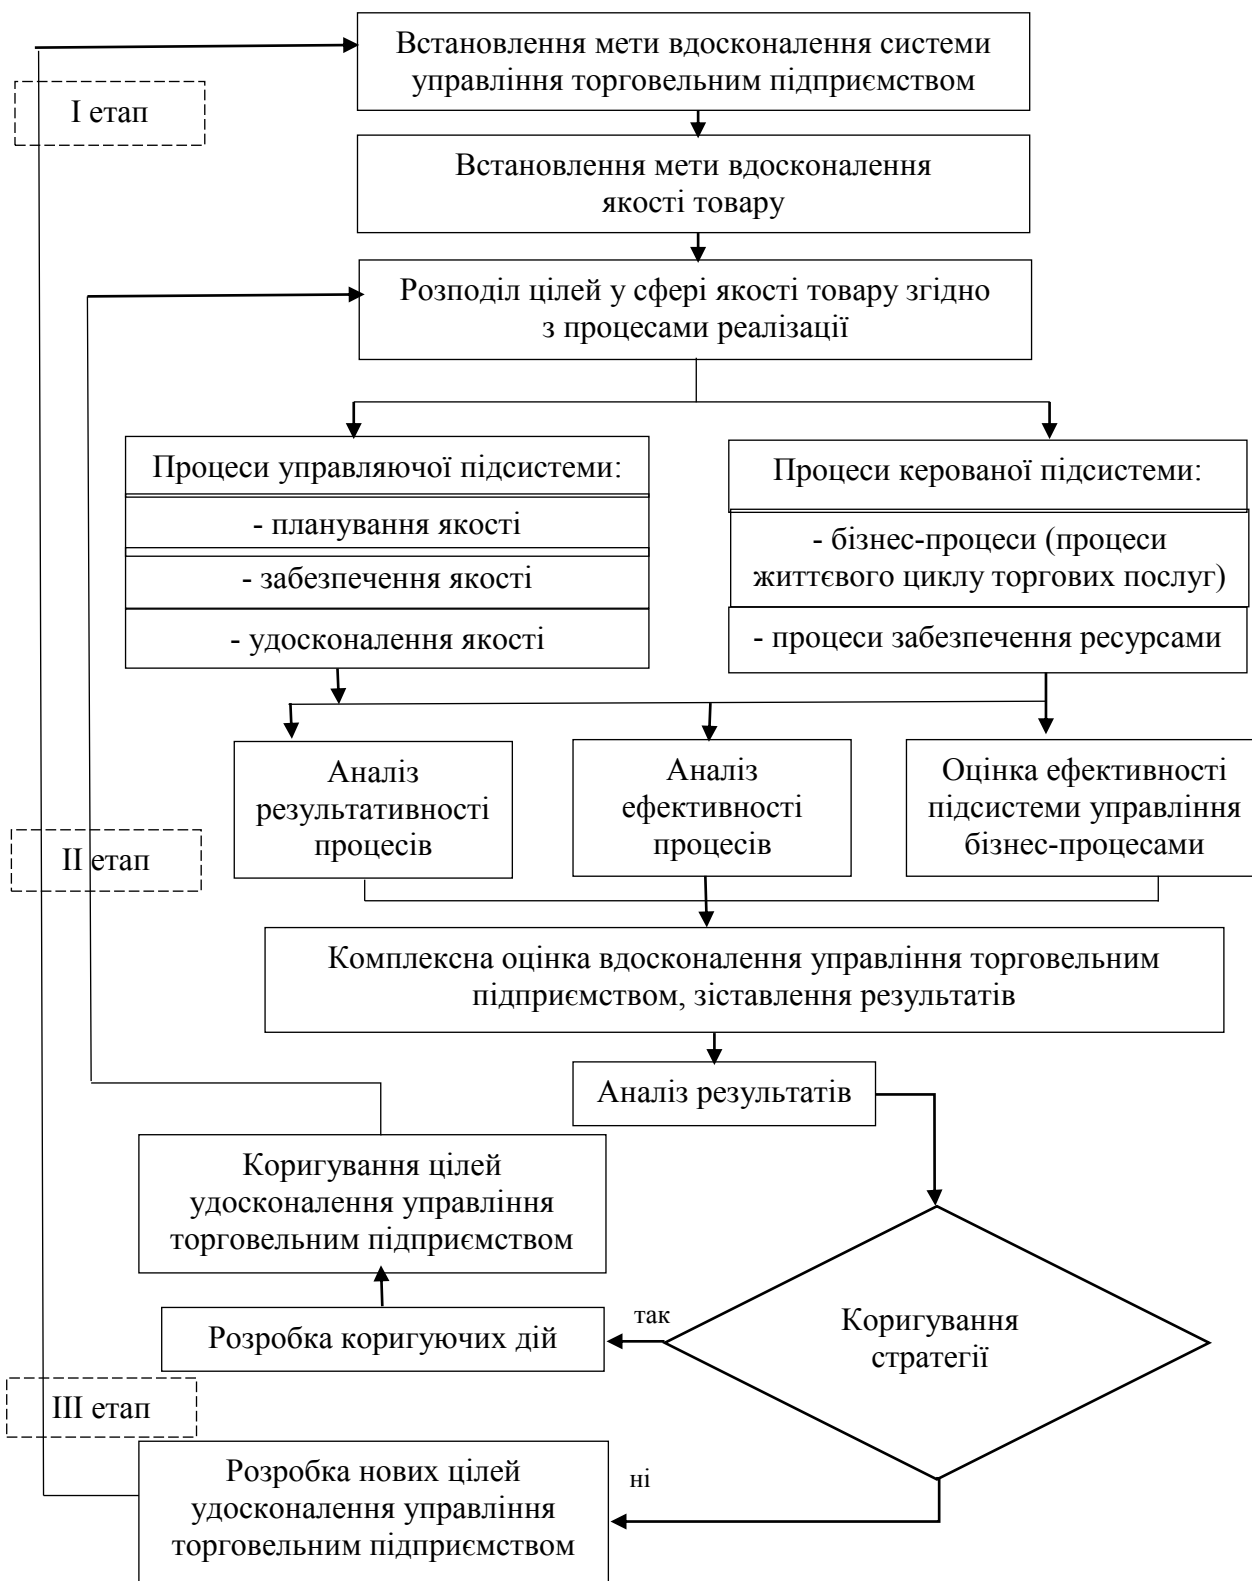 Встановлення мети вдосконалення системи
управління торговельним підприємством
І етап
Встановлення мети вдосконалення
якості товару
Розподіл цілей у сфері якості товару згідно
з процесами реалізації
Процеси управляючої підсистеми:
- планування якості
- забезпечення якості
- удосконалення якості
Процеси керованої підсистеми:
- бізнес-процеси (процеси
життєвого циклу торгових послуг)
- процеси забезпечення ресурсами
Аналіз
результативності
процесів
Аналіз
ефективності
процесів
Оцінка ефективності
підсистеми управління
бізнес-процесами
ІІ етап
Комплексна оцінка вдосконалення управління торговельним
підприємством, зіставлення результатів
Аналіз результатів
Коригування цілей
удосконалення управління
торговельним підприємством
так
Розробка коригуючих дій
Коригування
стратегії
ІІІ етап
Розробка нових цілей
удосконалення управління
торговельним підприємством
ні